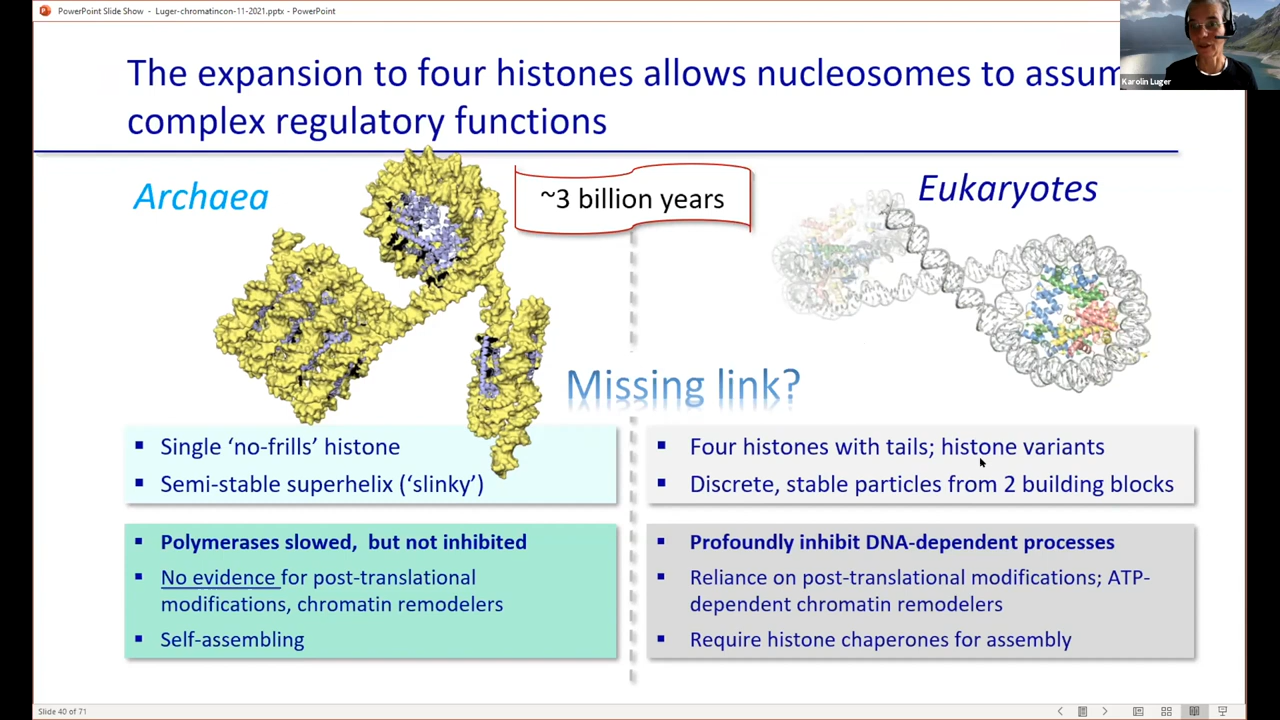 PowerPoint Slide Show - Luger-chromatincon-11-2021.pptx - PowerPoint
Karolin Luger
The expansion to four histones allows nucleosomes to assum
complex regulatory functions
Archaea
~3 billion years
Eukaryotes
Missing link?
▪ Single ‘no-frills’ histone
▪ Semi-stable superhelix (‘slinky’)
▪ Four histones with tails; histone variants
▪ Discrete, stable particles from 2 building blocks
▪ Polymerases slowed, but not inhibited
▪ No evidence for post-translational
modifications, chromatin remodelers
▪ Self-assembling
▪ Profoundly inhibit DNA-dependent processes
▪ Reliance on post-translational modifications; ATP-
dependent chromatin remodelers
▪ Require histone chaperones for assembly
Slide 40 of 71